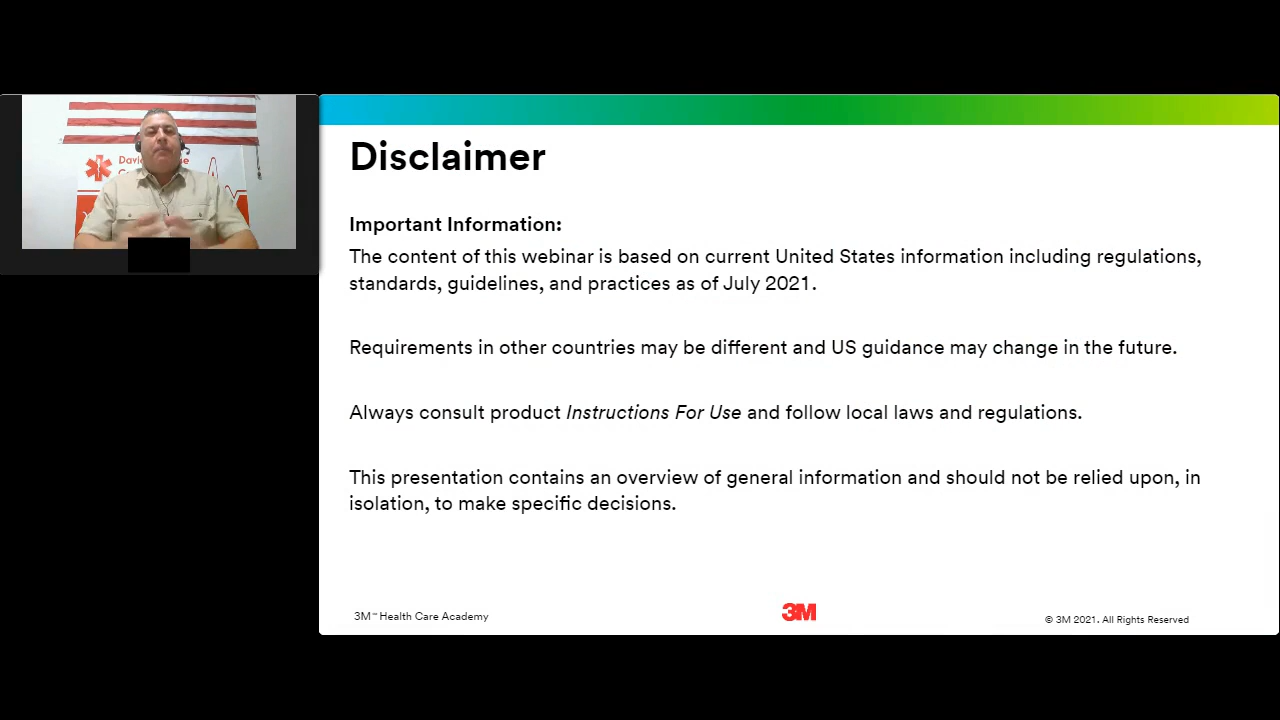 Disclaimer
Important Information:
The content of this webinar is based on current United States information including regulations,
standards, guidelines, and practices as of July 2021.
Requirements in other countries may be different and US guidance may change in the future.
Always consult product Instructions For Use and follow local laws and regulations.
This presentation contains an overview of general information and should not be relied upon, in
isolation, to make specific decisions.
3M™ Health Care Academy
3M
© 3M 2021. All Rights Reserved